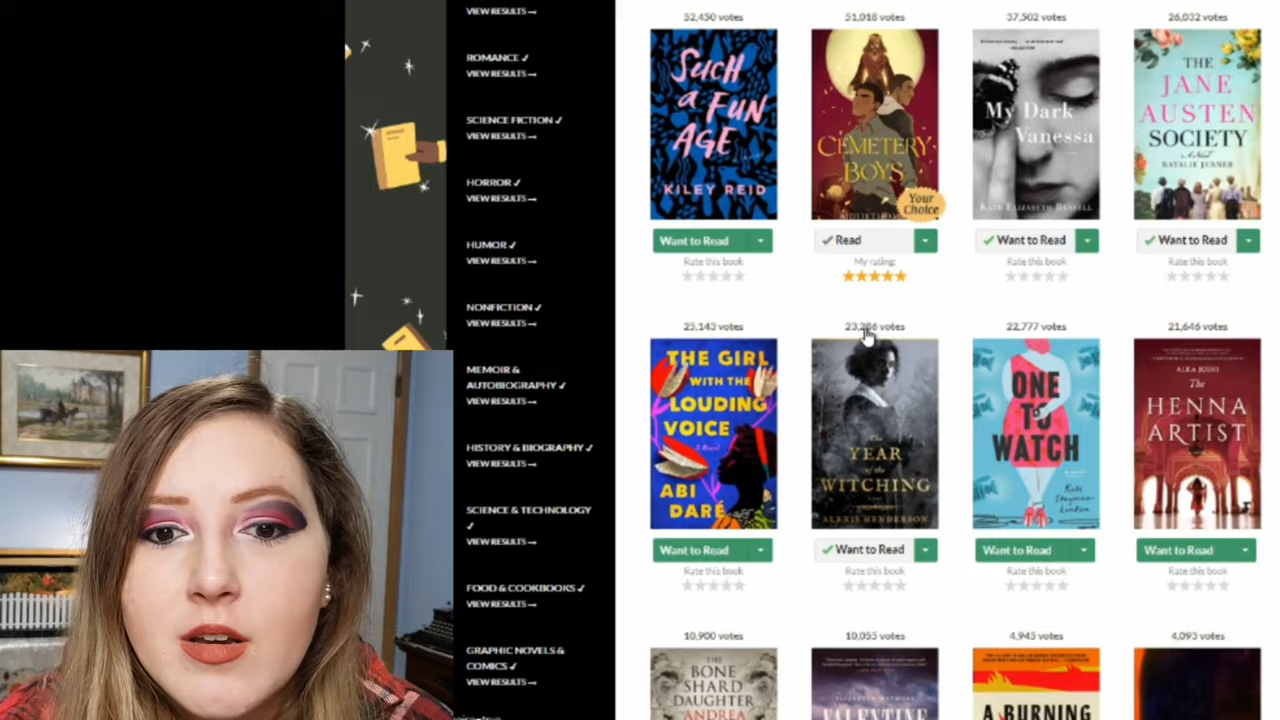 VIEW RESULTS →
ROMANCE ✓
VIEW RESULTS →
SCIENCE FICTION ✓
VIEW RESULTS →
HORROR ✓
VIEW RESULTS →
HUMOR ✓
VIEW RESULTS →
NONFICTION ✓
VIEW RESULTS →
MEMOIR &
AUTOBIOGRAPHY ✓
VIEW RESULTS →
HISTORY & BIOGRAPHY ✓
VIEW RESULTS →
SCIENCE & TECHNOLOGY
✓
VIEW RESULTS →
FOOD & COOKBOOKS ✓
VIEW RESULTS →
GRAPHIC NOVELS &
COMICS ✓
VIEW RESULTS →
52,450 votes
51,018 votes
37,502 votes
26,032 votes
Such
a FUN
AGE
KILEY REID
CEMETERY
BOYS
Your
Choice
My Dark
Vanessa
KATE ELIZABETH RUSSELL
THE
JANE
AUSTEN
SOCIETY
A Novel
NATALIE JENNER
Want to Read
Read
Want to Read
Want to Read
Rate this book
My rating:
Rate this book
Rate this book
25,143 votes
votes
22,777 votes
21,646 votes
THE GIRL
WITH THE
LOUDING
VOICE
ABI
DARÉ
The
YEAR
of the
WITCHING
ALEXIS HENDERSON
ONE
TO
WATCH
Kate
Stayman-
London
ALKA JOSHI
The
HENNA
ARTIST
Want to Read
Want to Read
Want to Read
Want to Read
Rate this book
Rate this book
Rate this book
Rate this book
10,900 votes
10,055 votes
4,945 votes
4,093 votes
THE
BONE
SHARD
DAUGHTER
ANDREA
VALENTINE
A BURNING